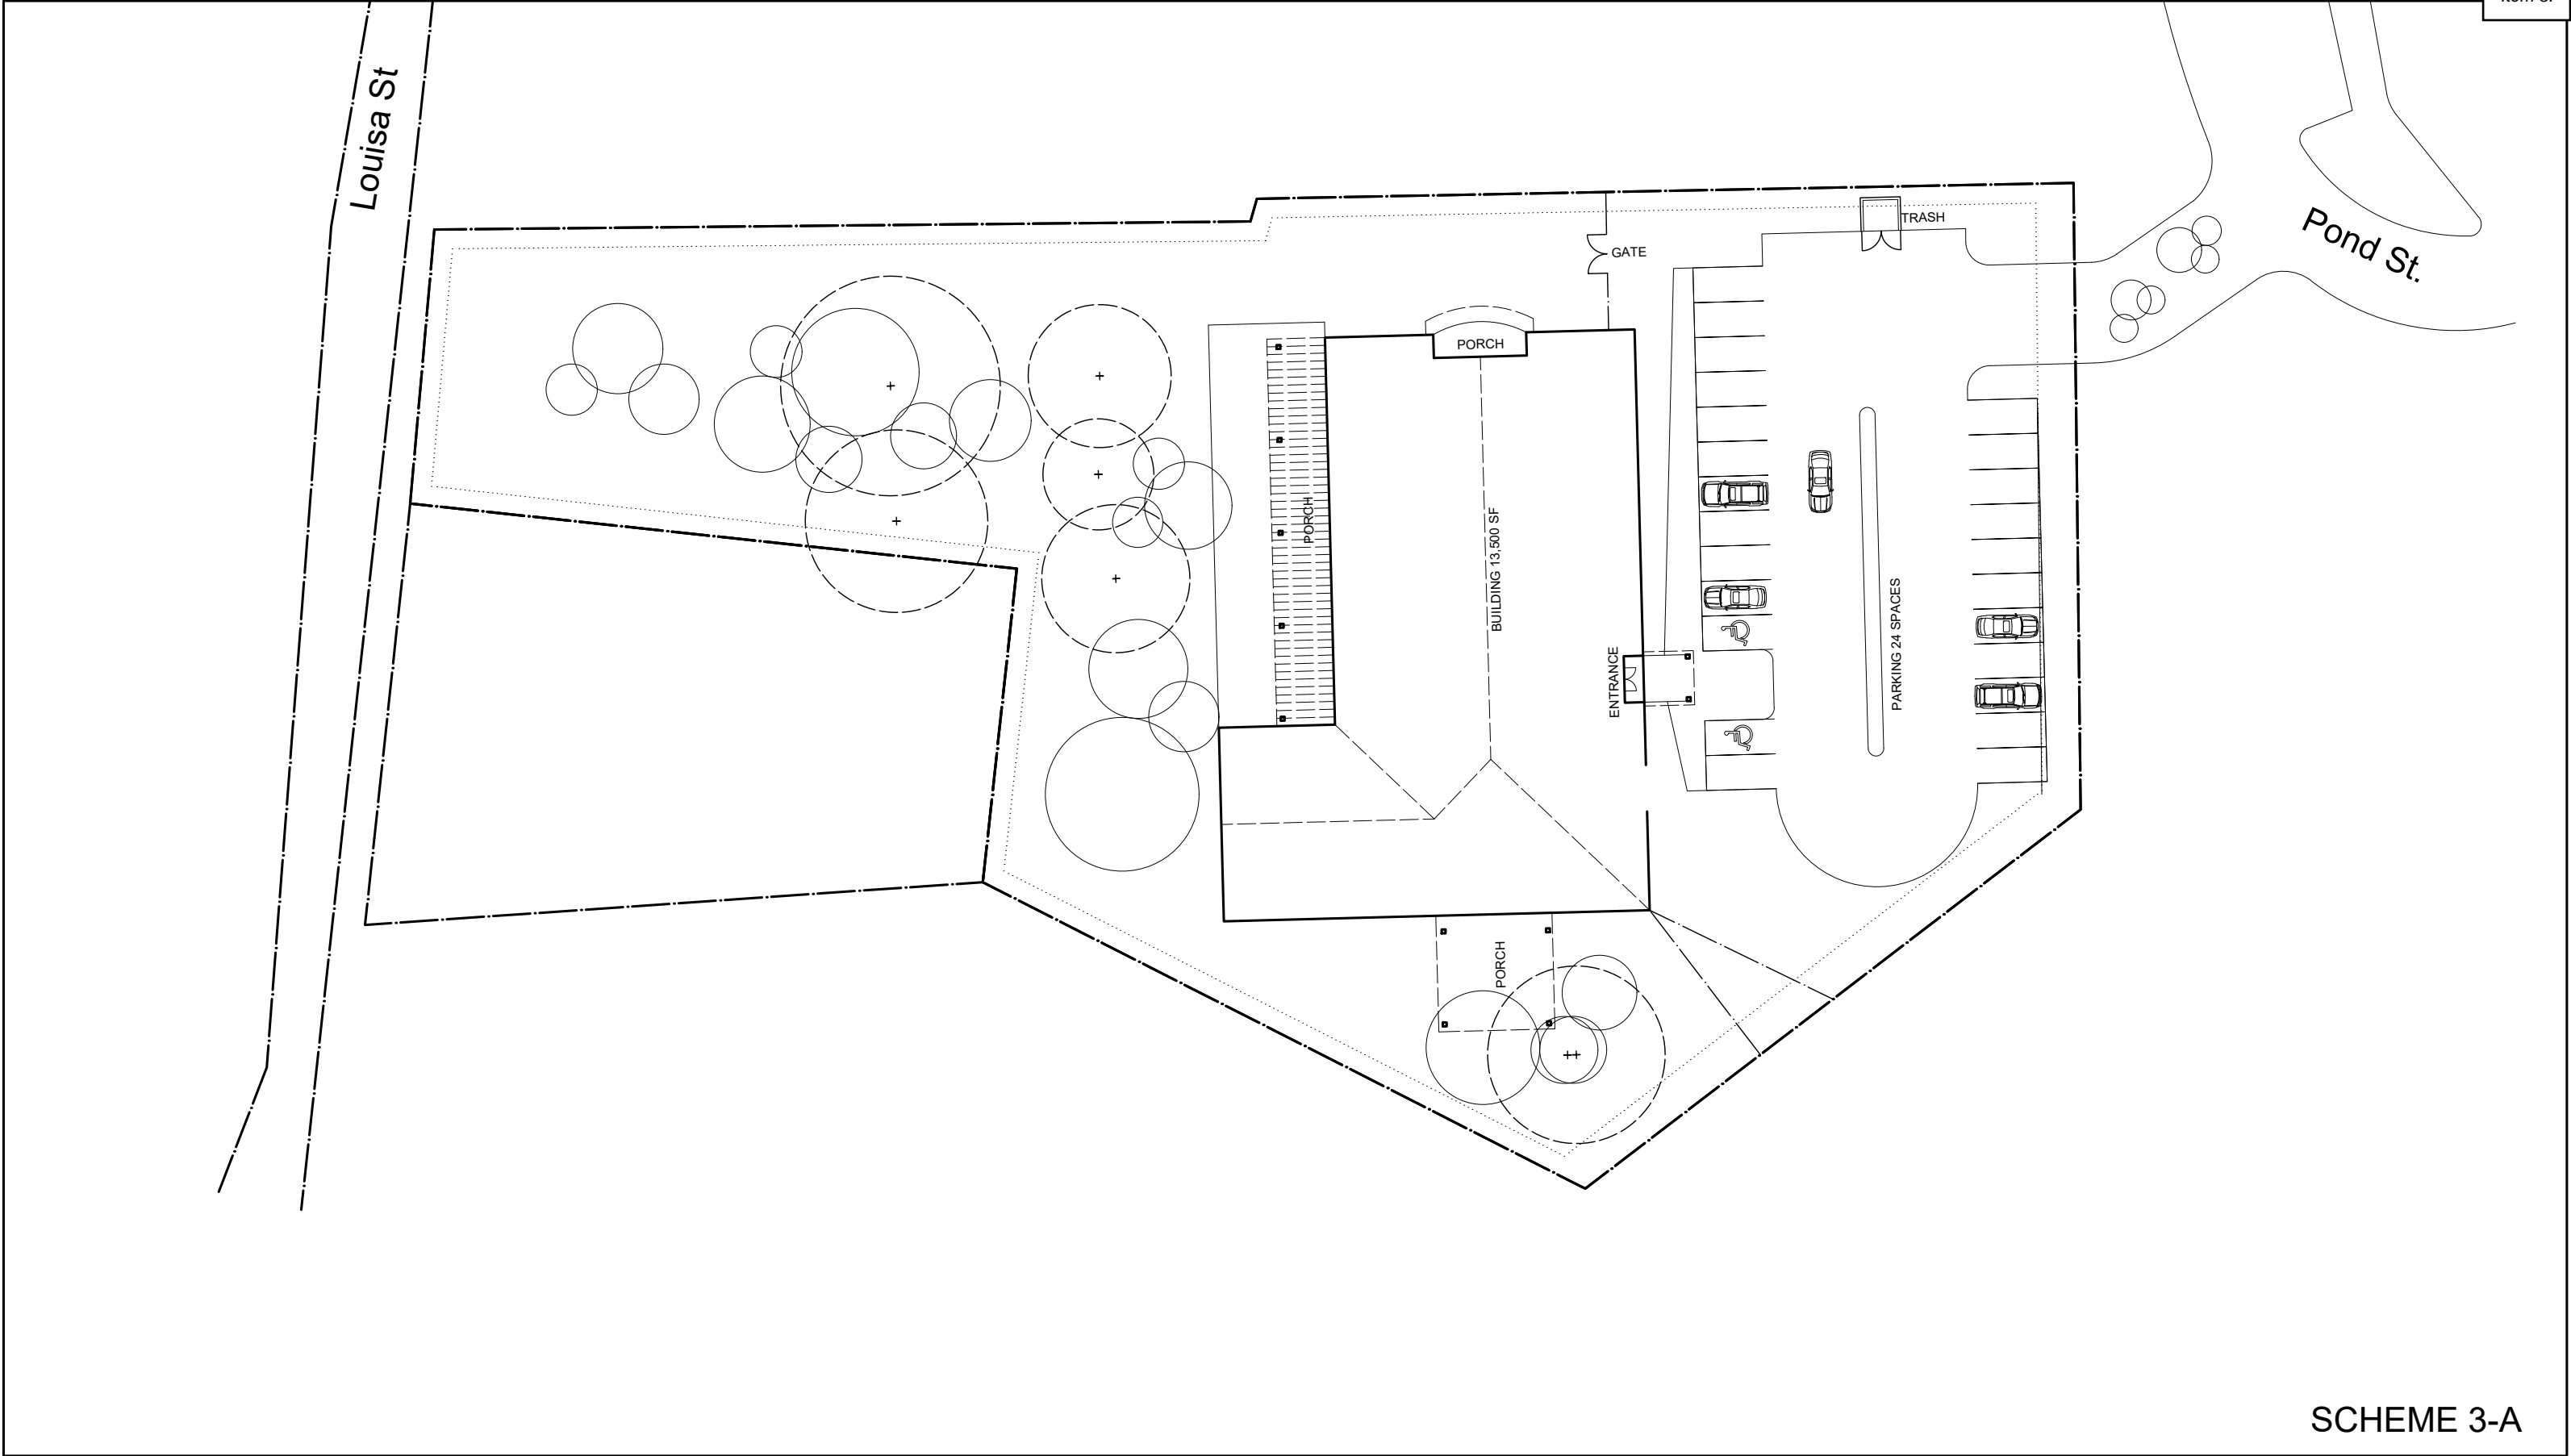 Louisa St
Pond St.
TRASH
GATE
PORCH
PORCH
BUILDING 13,500 SF
ENTRANCE
PARKING 24 SPACES
PORCH
SCHEME 3-A